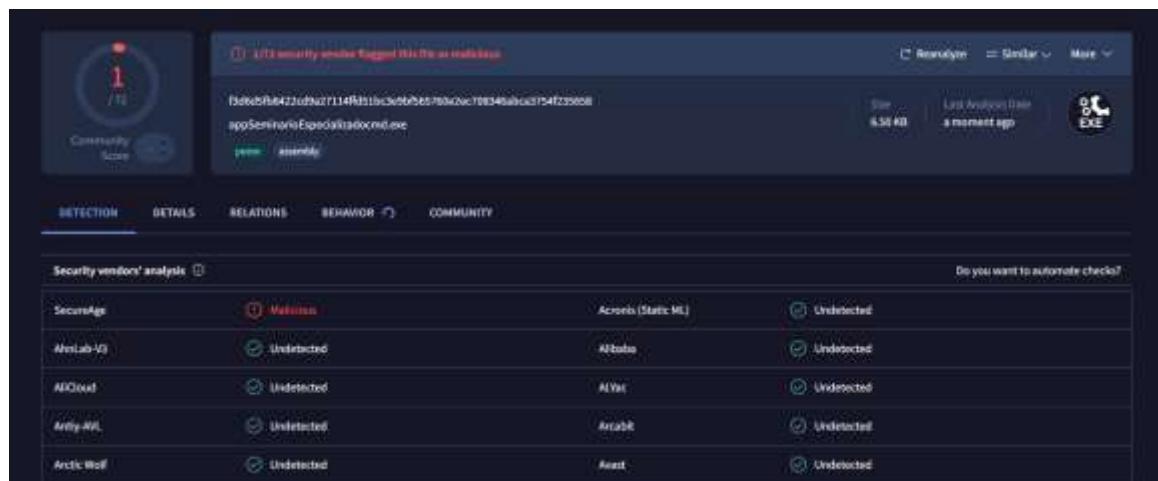 1
/ 72
Community
Score
1/72 security vendor flagged this file as malicious
Reanalyze
Similar
More
appSeminarioEspecializadocmd.exe
peexe
assembly
Size
6.50 KB
Last Analysis Date
a moment ago
EXE
DETECTION
DETAILS
RELATIONS
BEHAVIOR
COMMUNITY
Security vendors' analysis
Do you want to automate checks?
SecureAge
Malicious
Acronis (Static ML)
Undetected
AhnLab-V3
Undetected
Alibaba
Undetected
AliCloud
Undetected
ALYac
Undetected
Antiy-AVL
Undetected
Arcabit
Undetected
Arctic Wolf
Undetected
Avast
Undetected